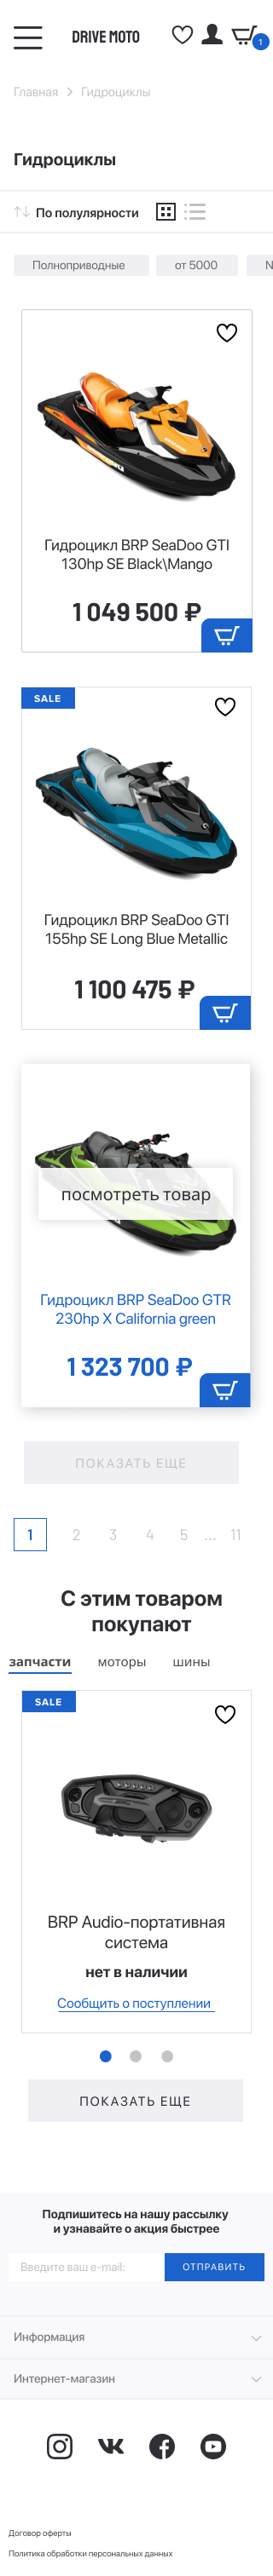 DRIVE MOTO
1
Главная > Гидроциклы
Гидроциклы
По полулярности
Полноприводные от 5000
Гидроцикл BRP SeaDoo GTI
130hp SE Black\Mango
1 049 500 ₽
SALE
Гидроцикл BRP SeaDoo GTI
155hp SE Long Blue Metallic
1 100 475 ₽
посмотреть товар
Гидроцикл BRP SeaDoo GTR
230hp X California green
1 323 700 ₽
ПОКАЗАТЬ ЕЩЕ
1 2 3 4 5 ... 11
С этим товаром
покупают
запчасти моторы шины
SALE
BRP Audio-портативная
система
нет в наличии
Сообщить о поступлении
ПОКАЗАТЬ ЕЩЕ
Подпишитесь на нашу рассылку
и узнавайте о акция быстрее
Введите ваш e-mail: ОТПРАВИТЬ
Информация
Интернет-магазин
Договор оферты
Политика обработки персональных данных